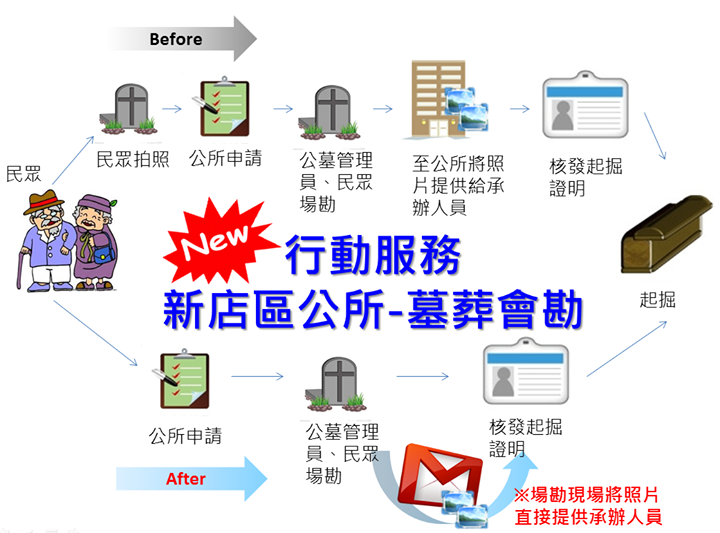 Before
民眾
民眾拍照
公所申請
公墓管理
員、民眾
場勘
至公所將照
片提供給承
辦人員
核發起掘
證明
New
行動服務
新店區公所-墓葬會勘
起掘
公所申請
公墓管理
員、民眾
場勘
核發起掘
證明
After
※場勘現場將照片
直接提供承辦人員